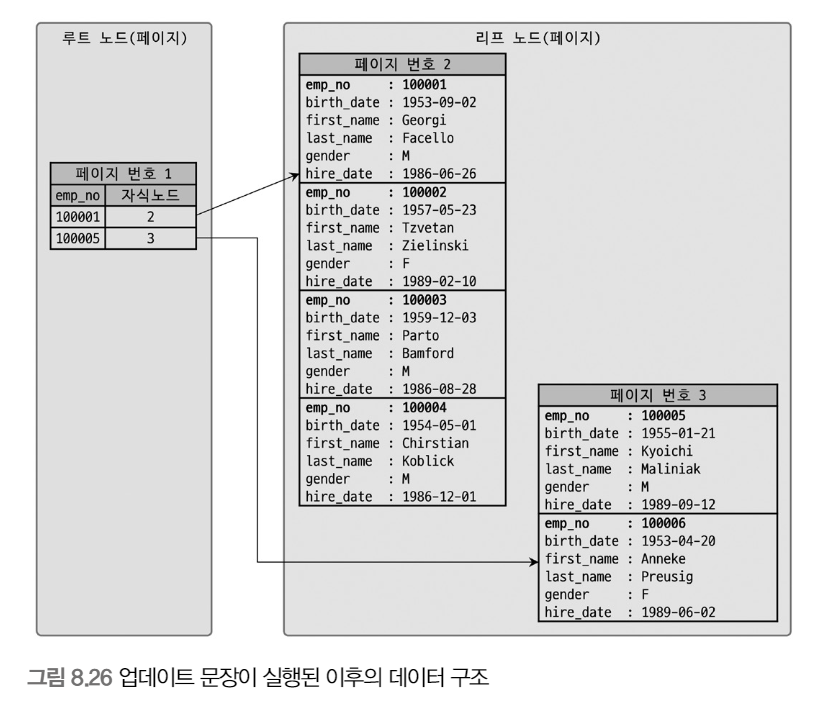 루트 노드(페이지)
페이지 번호 1
emp_no 자식노드
100001 2
100005 3
리프 노드(페이지)
페이지 번호 2
emp_no : 100001
birth_date : 1953-09-02
first_name : Georgi
last_name : Facello
gender : M
hire_date : 1986-06-26
emp_no : 100002
birth_date : 1957-05-23
first_name : Tzvetan
last_name : Zielinski
gender : F
hire_date : 1989-02-10
emp_no : 100003
birth_date : 1959-12-03
first_name : Parto
last_name : Bamford
gender : M
hire_date : 1986-08-28
emp_no : 100004
birth_date : 1954-05-01
first_name : Chirstian
last_name : Koblick
gender : M
hire_date : 1986-12-01
페이지 번호 3
emp_no : 100005
birth_date : 1955-01-21
first_name : Kyoichi
last_name : Maliniak
gender : M
hire_date : 1989-09-12
emp_no : 100006
birth_date : 1953-04-20
first_name : Anneke
last_name : Preusig
gender : F
hire_date : 1989-06-02
그림 8.26 업데이트 문장이 실행된 이후의 데이터 구조